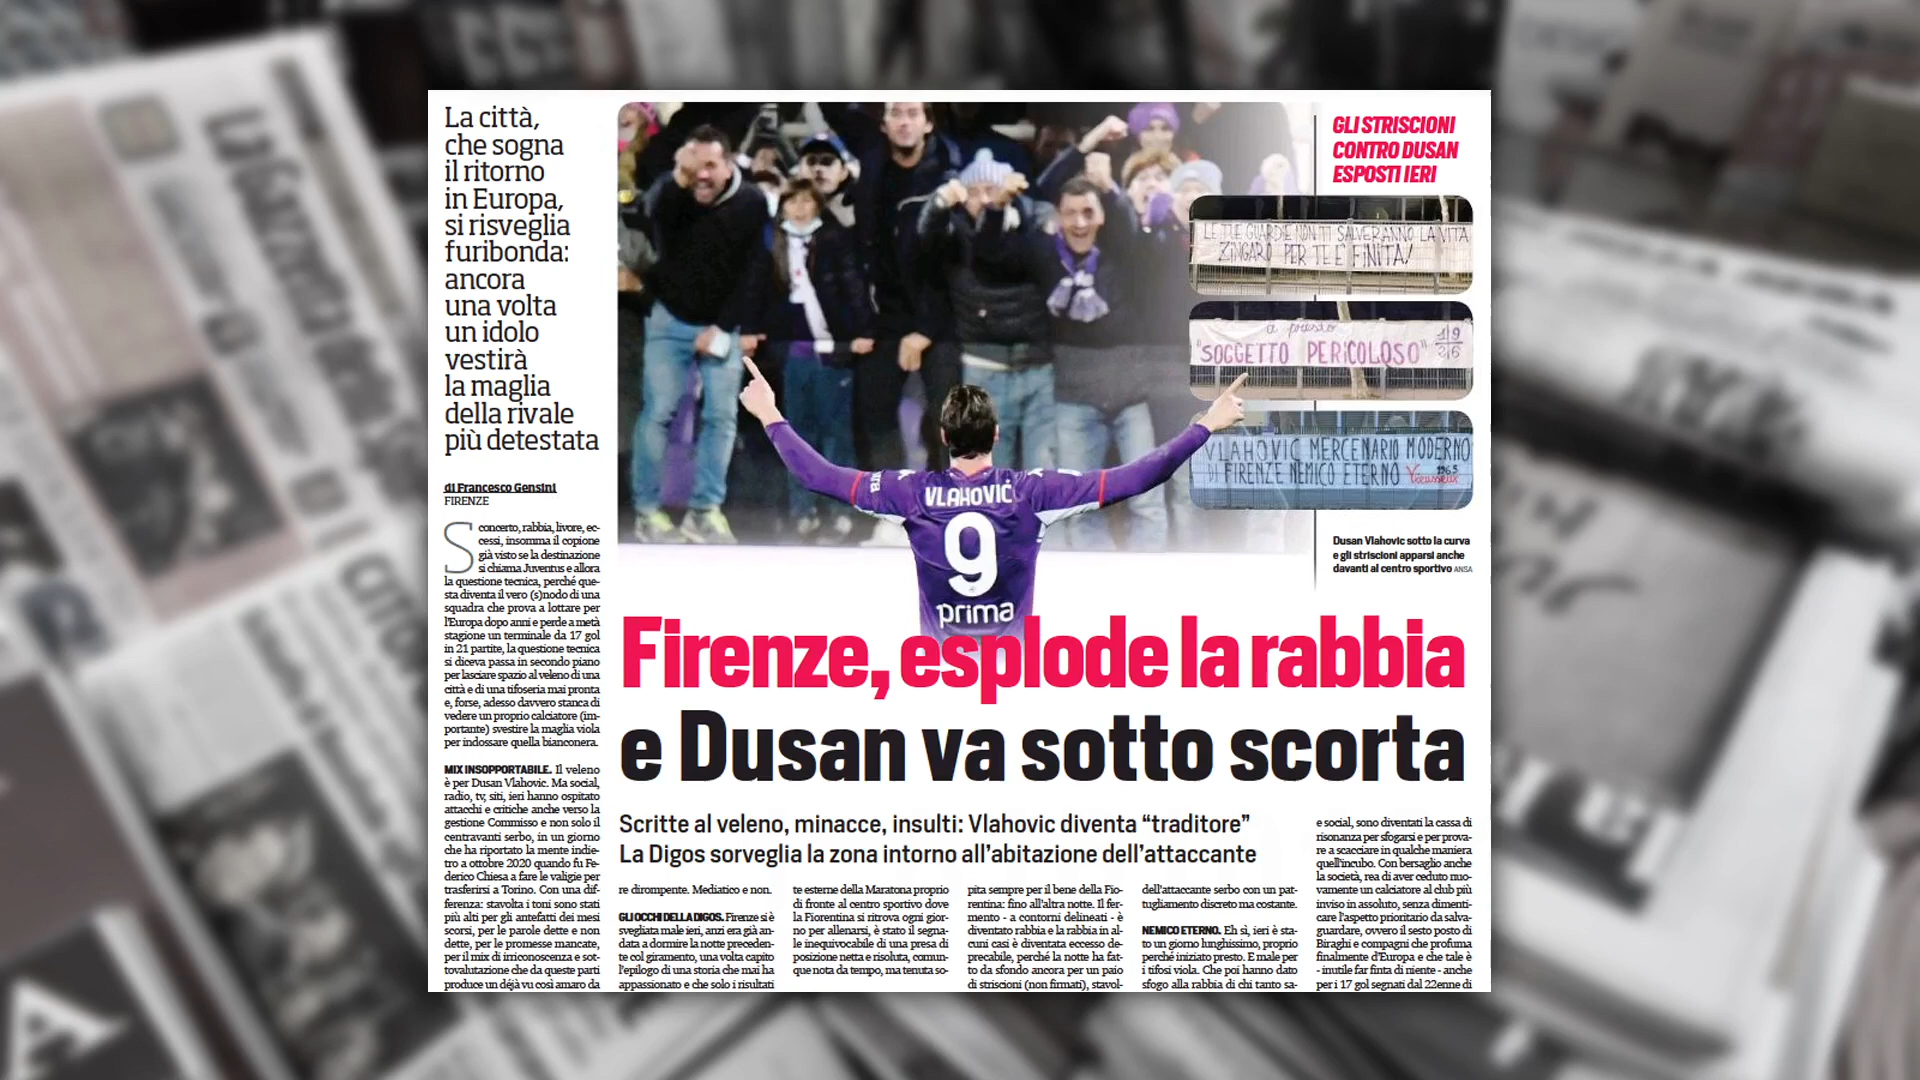 La città,
che sogna
il ritorno
in Europa,
si risveglia
furibonda:
ancora
una volta
un idolo
vestirà
la maglia
della rivale
più detestata
di Francesco Gensini
FIRENZE
Sconcerto, rabbia, livore, ec-
cessi, insomma il copione
già visto se la destinazione
si chiama Juventus e allora
la questione tecnica, perché que-
sta diventa il vero (s)nodo di una
squadra che prova a lottare per
l'Europa dopo anni e perde a metà
stagione un terminale da 17 gol
in 21 partite, la questione tecnica
si diceva passa in secondo piano
per lasciare spazio al veleno di una
città e di una tifoseria mai pronta
e, forse, adesso davvero stanca di
vedere un proprio calciatore (im-
portante) svestire la maglia viola
per indossare quella bianconera.
MIX INSOPPORTABILE. Il veleno
è per Dusan Vlahovic. Ma social,
radio, tv, siti, ieri hanno ospitato
attacchi e critiche anche verso la
gestione Commisso e non solo il
centravanti serbo, in un giorno
che ha riportato la mente indie-
tro a ottobre 2020 quando fu Fe-
derico Chiesa a fare le valigie per
trasferirsi a Torino. Con una dif-
ferenza: stavolta i toni sono stati
più alti per gli antefatti dei mesi
scorsi, per le parole dette e non
dette, per le promesse mancate,
per il mix di irriconoscenza e sot-
tovalutazione che da queste parti
produce un déjà vu così amaro da
VLAHOVIĆ
9
prima
GLI STRISCIONI
CONTRO DUSAN
ESPOSTI IERI
LE TUE GUARDIE NON TI SALVERANNO LA VITA
ZINGARO PER TE È FINITA!
a presto
"SOGGETTO PERICOLOSO" 1|9
2|6
VLAHOVIC MERCENARIO MODERNO
DI FIRENZE NEMICO ETERNO 1965
Vieusseux
Dusan Vlahovic sotto la curva
e gli striscioni apparsi anche
davanti al centro sportivo ANSA
Firenze, esplode la rabbia
e Dusan va sotto scorta
Scritte al veleno, minacce, insulti: Vlahovic diventa “traditore”
La Digos sorveglia la zona intorno all’abitazione dell’attaccante
re dirompente. Mediatico e non.
GLI OCCHI DELLA DIGOS. Firenze si è
svegliata male ieri, anzi era già an-
data a dormire la notte preceden-
te col giramento, una volta capito
l'epilogo di una storia che mai ha
appassionato e che solo i risultati
te esterne della Maratona proprio
di fronte al centro sportivo dove
la Fiorentina si ritrova ogni gior-
no per allenarsi, è stato il segna-
le inequivocabile di una presa di
posizione netta e risoluta, comun-
que nota da tempo, ma tenuta so-
pita sempre per il bene della Fio-
rentina: fino all'altra notte. Il fer-
mento - a contorni delineati - è
diventato rabbia e la rabbia in al-
cuni casi è diventata eccesso de-
precabile, perché la notte ha fat-
to da sfondo ancora per un paio
di striscioni (non firmati), stavol-
dell'attaccante serbo con un pat-
tugliamento discreto ma costante.
NEMICO ETERNO. Eh sì, ieri è sta-
to un giorno lunghissimo, proprio
perché iniziato presto. E male per
i tifosi viola. Che poi hanno dato
sfogo alla rabbia di chi tanto sa-
e social, sono diventati la cassa di
risonanza per sfogarsi e per prova-
re a scacciare in qualche maniera
quell'incubo. Con bersaglio anche
la società, rea di aver ceduto nuo-
vamente un calciatore al club più
inviso in assoluto, senza dimenti-
care l'aspetto prioritario da salva-
guardare, ovvero il sesto posto di
Biraghi e compagni che profuma
finalmente d'Europa e che tale è
- inutile far finta di niente - anche
per i 17 gol segnati dal 22enne di